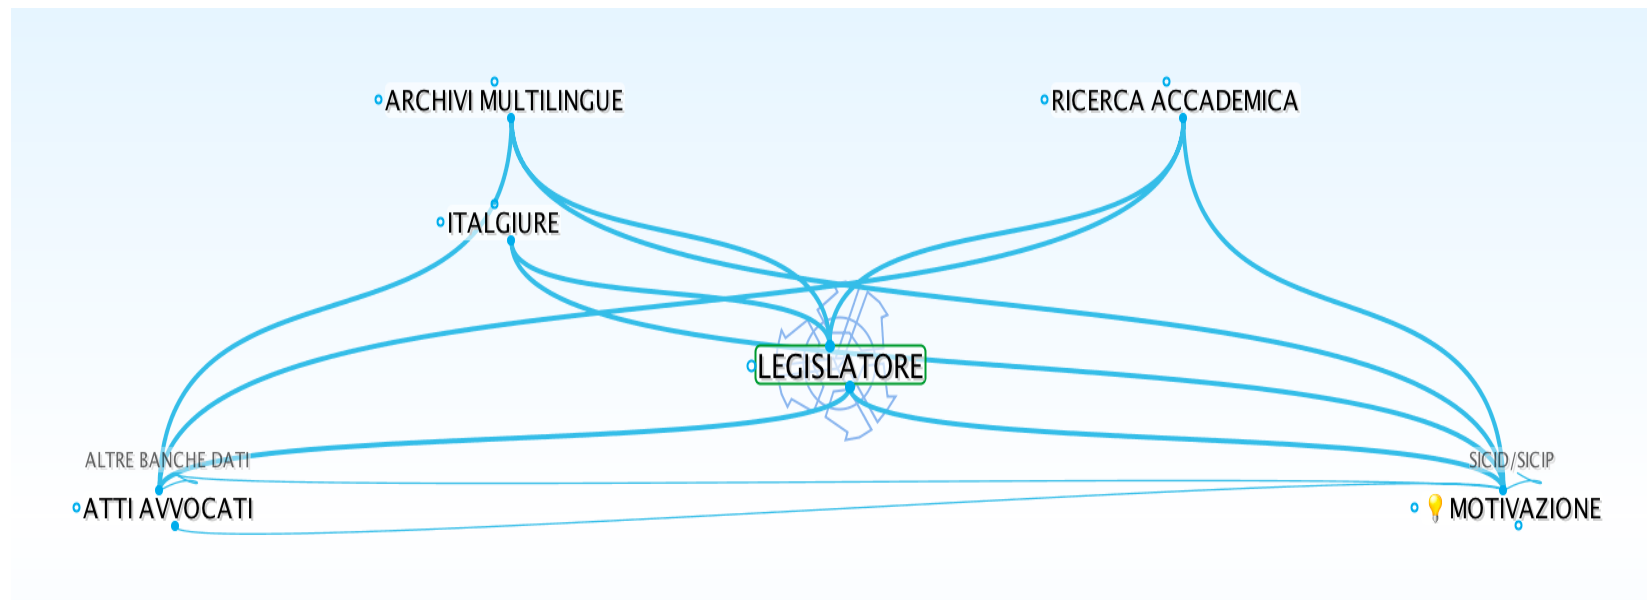 ARCHIVI MULTILINGUE
RICERCA ACCADEMICA
ITALGIURE
LEGISLATORE
ALTRE BANCHE DATI
SICID/SICIP
ATTI AVVOCATI
MOTIVAZIONE